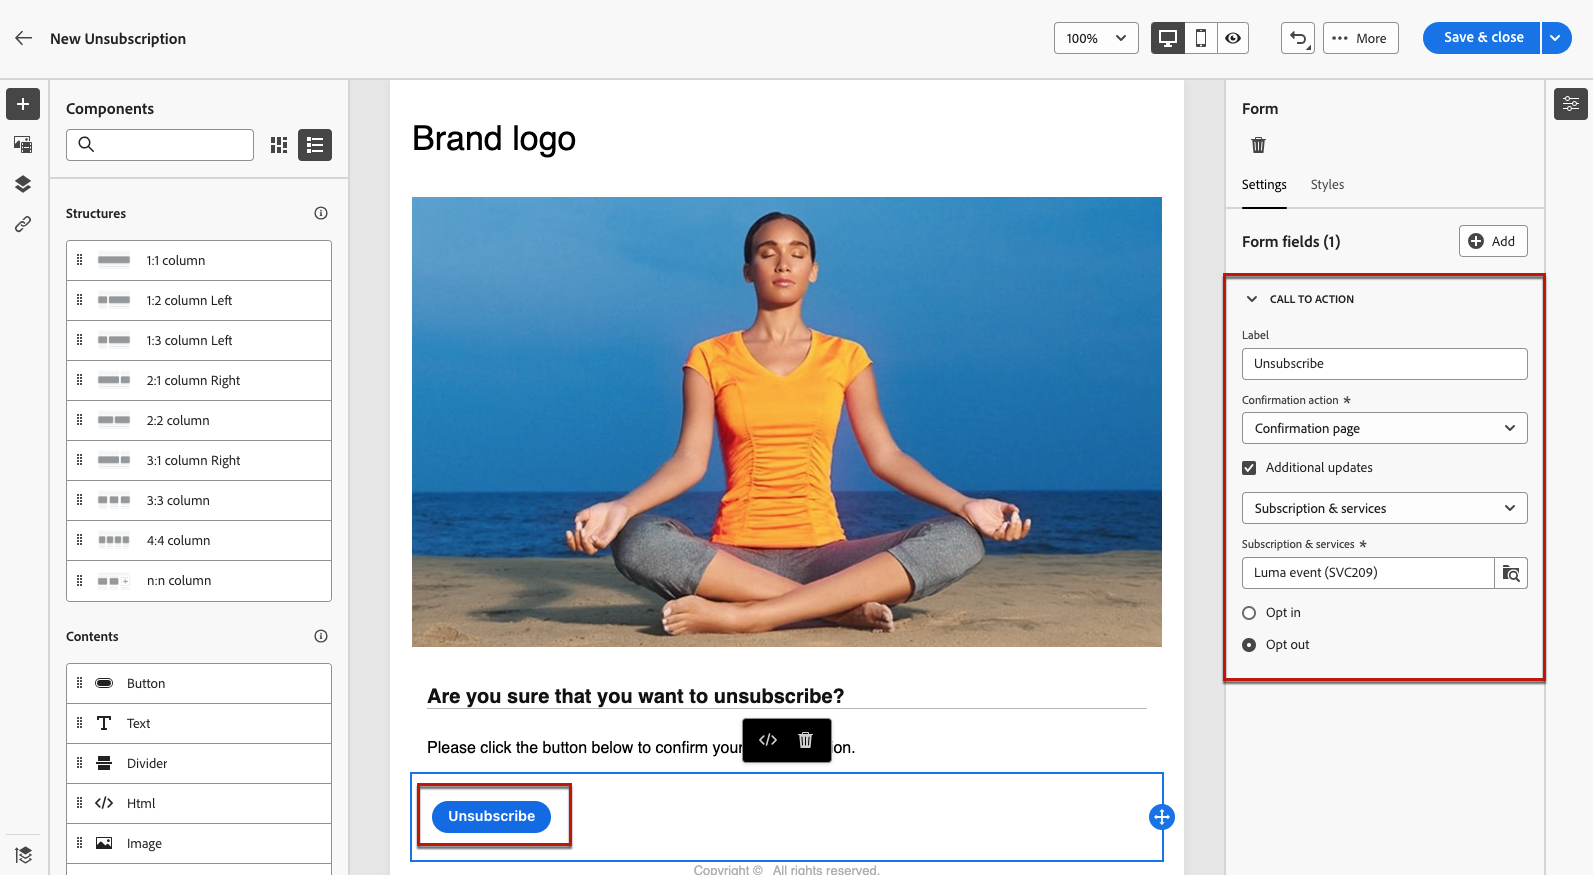 New Unsubscription
100%
More
Save & close
Components
Structures
1:1 column
1:2 column Left
1:3 column Left
2:1 column Right
2:2 column
3:1 column Right
3:3 column
4:4 column
n:n column
Contents
Button
Text
Divider
Html
Image
Brand logo
Are you sure that you want to unsubscribe?
Please click the button below to confirm your on.
Unsubscribe
Copyright © All rights reserved.
Form
Settings Styles
Form fields (1)
Add
CALL TO ACTION
Label
Unsubscribe
Confirmation action *
Confirmation page
Additional updates
Subscription & services
Subscription & services *
Luma event (SVC209)
Opt in
Opt out